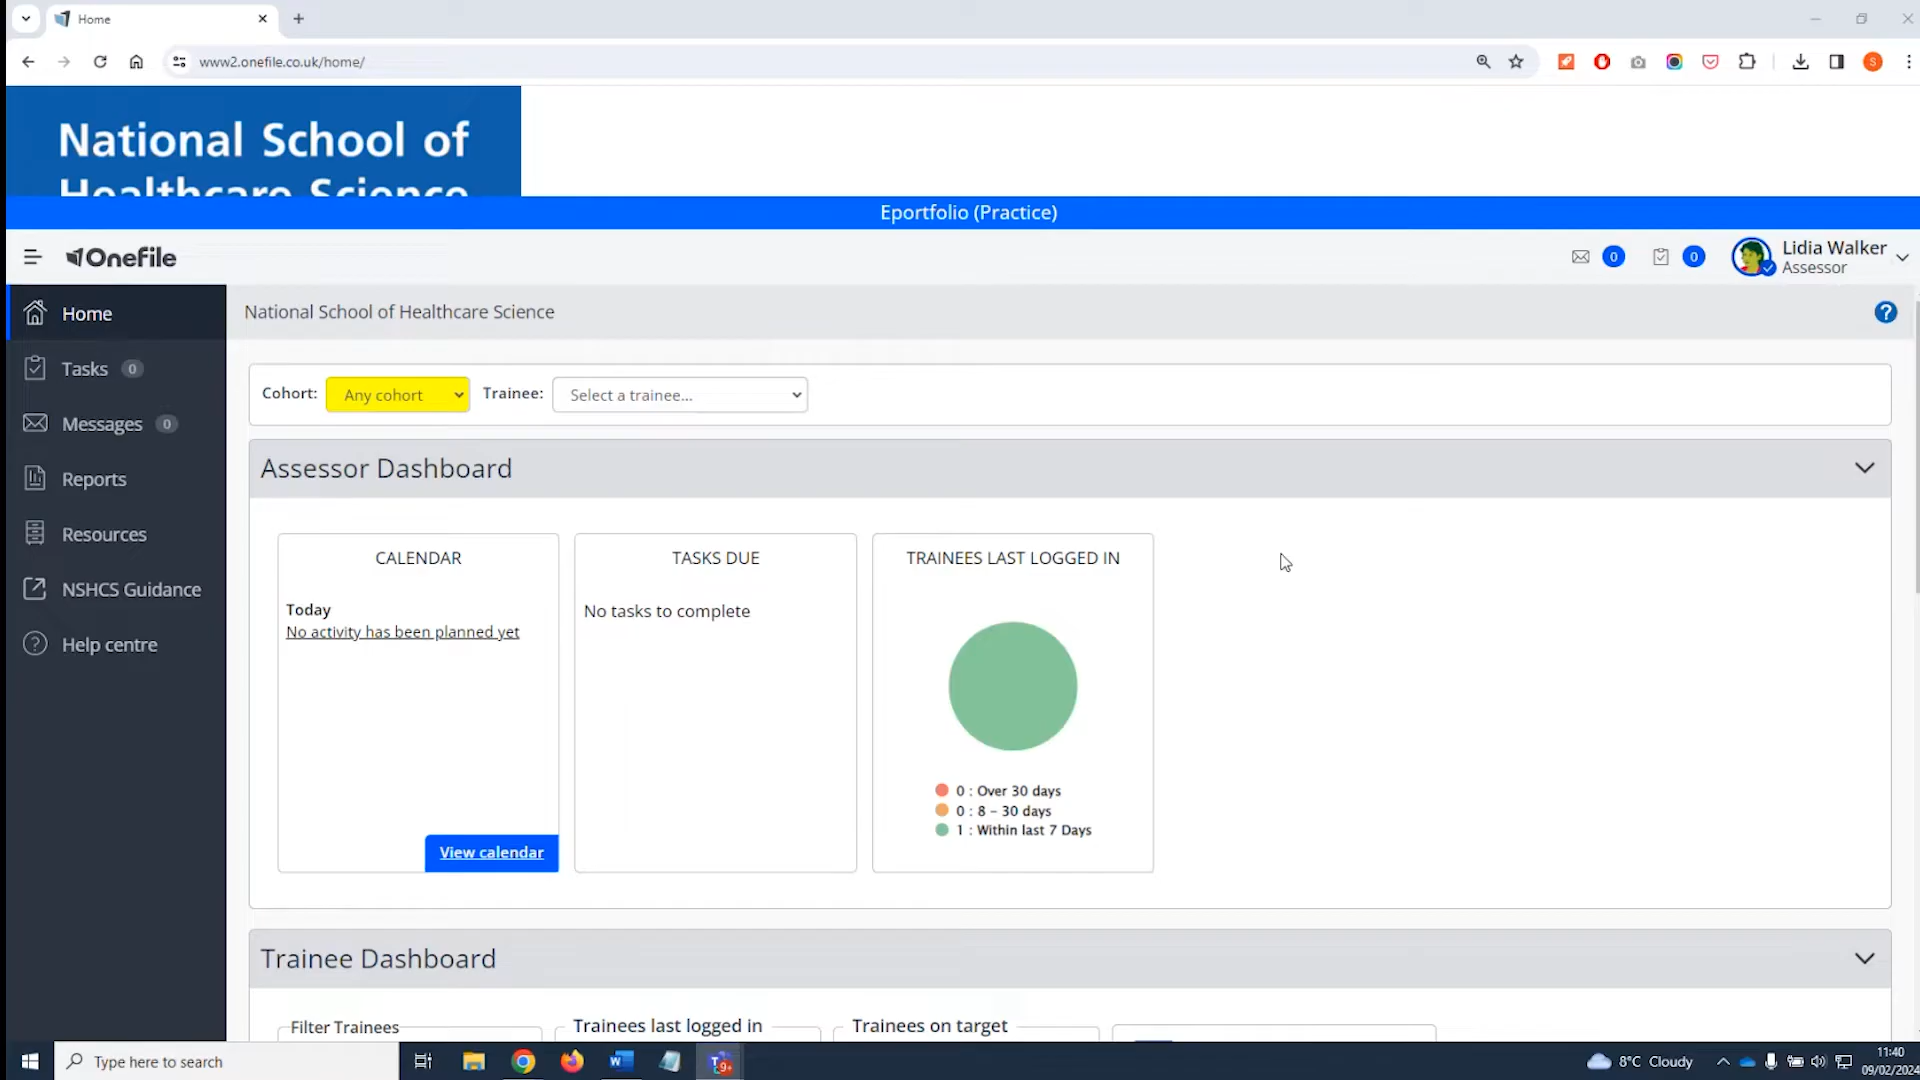 Home
www2.onefile.co.uk/home/
S
National School of
Healthcare Science
Eportfolio (Practice)
Onefile
0
0
Lidia Walker
Assessor
Home
National School of Healthcare Science
?
Tasks 0
Cohort: Any cohort Trainee: Select a trainee...
Messages 0
Assessor Dashboard
Reports
Resources
NSHCS Guidance
? Help centre
CALENDAR
Today
No activity has been planned yet
View calendar
TASKS DUE
No tasks to complete
TRAINEES LAST LOGGED IN
0 : Over 30 days
0 : 8 - 30 days
1 : Within last 7 Days
Trainee Dashboard
Filter Trainees
Trainees last logged in
Trainees on target
Type here to search
W
T 9+
8°C Cloudy
11:40
09/02/2024